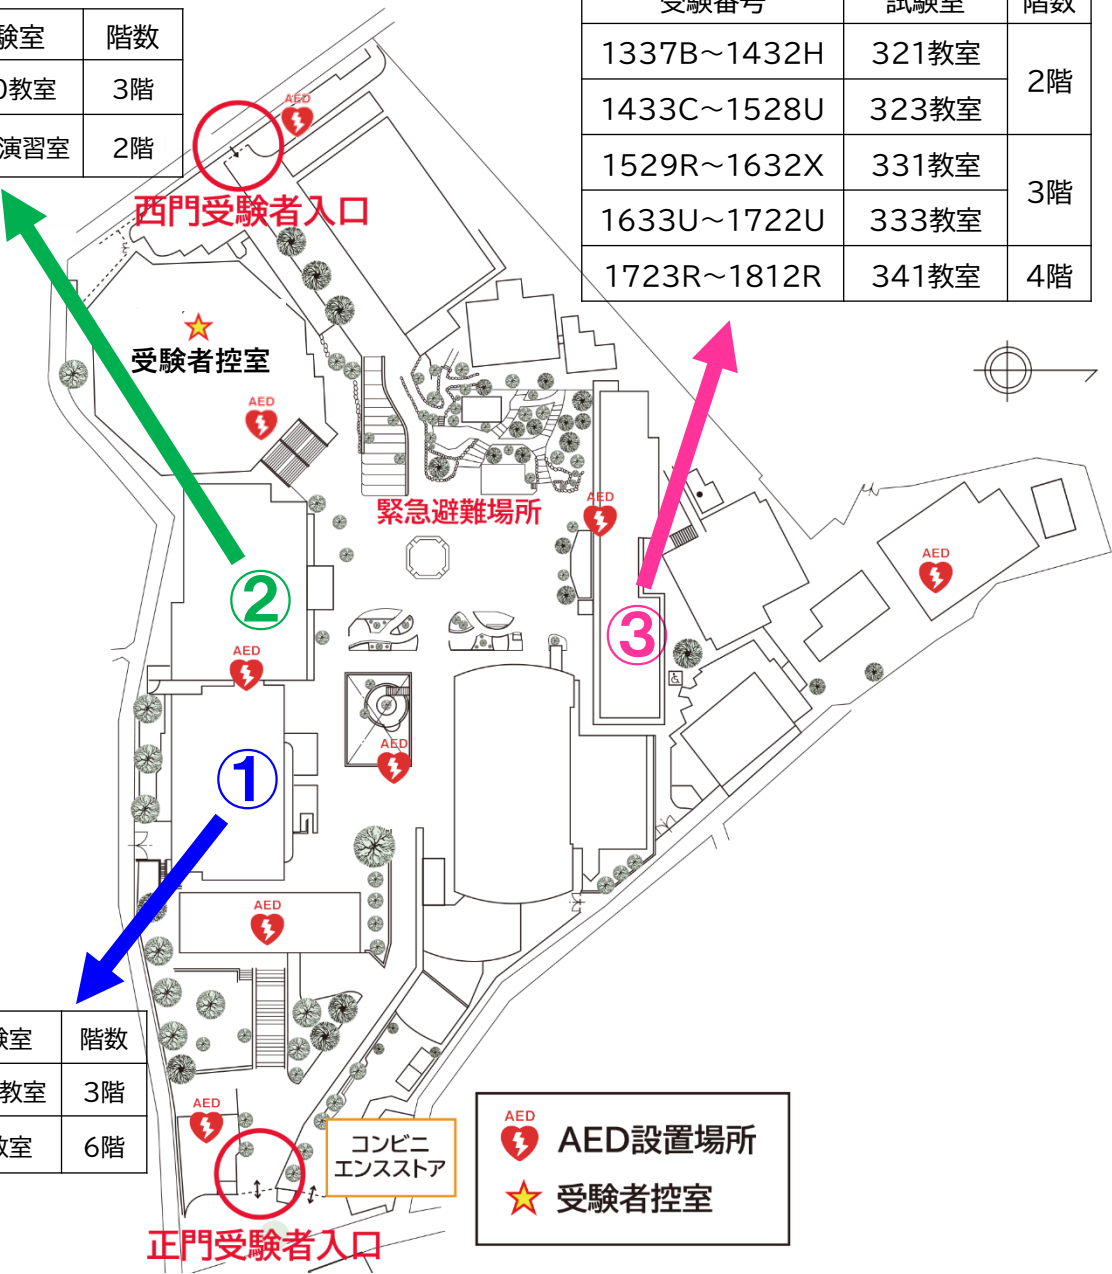 験室 階数
0教室 3階
演習室 2階
受験番号 試験室 階数
1337B～1432H 321教室 2階
1433C～1528U 323教室
1529R～1632X 331教室 3階
1633U～1722U 333教室
1723R～1812R 341教室 4階
AED
西門受験者入口
受験者控室
AED
緊急避難場所
AED
AED
②
③
AED
①
AED
AED
験室 階数
教室 3階
教室 6階
AED
コンビニ
エンスストア
正門受験者入口
AED
AED設置場所
受験者控室